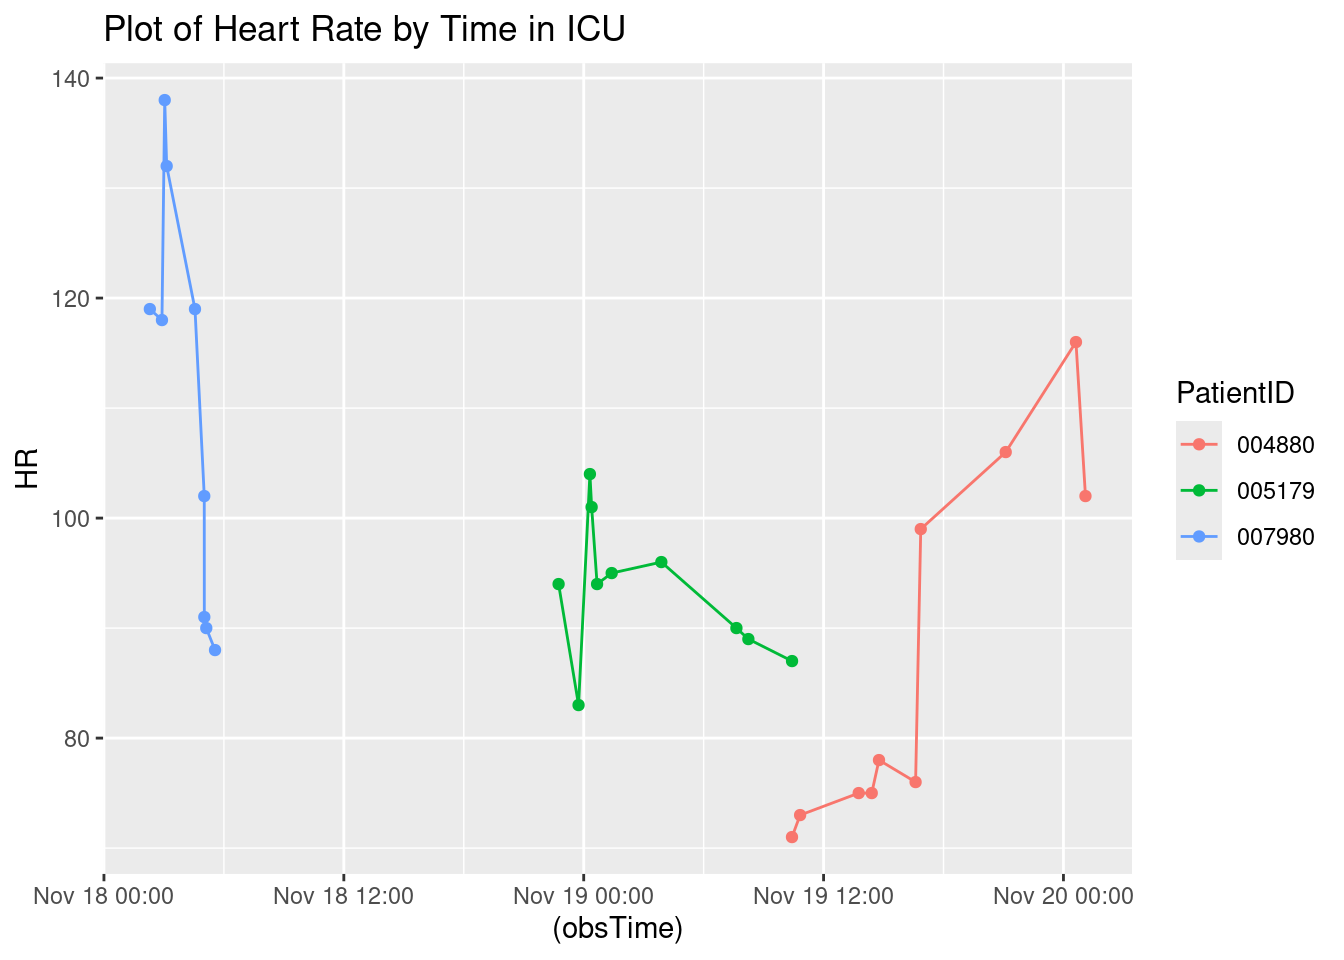 Plot of Heart Rate by Time in ICU
140
120
100
80
HR
Nov 18 00:00 Nov 18 12:00 Nov 19 00:00 Nov 19 12:00 Nov 20 00:00
(obsTime)
PatientID
004880
005179
007980